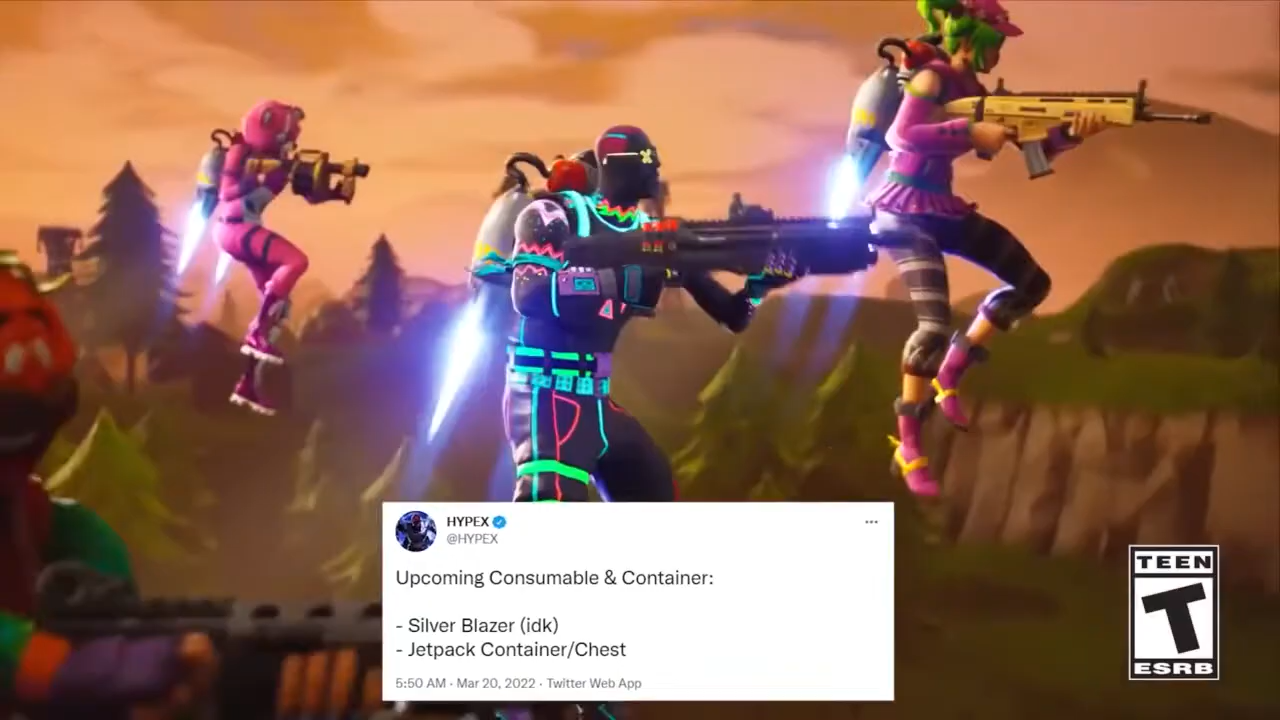 HYPEX
@HYPEX
Upcoming Consumable & Container:
- Silver Blazer (idk)
- Jetpack Container/Chest
5:50 AM · Mar 20, 2022 · Twitter Web App
TEEN
T
ESRB